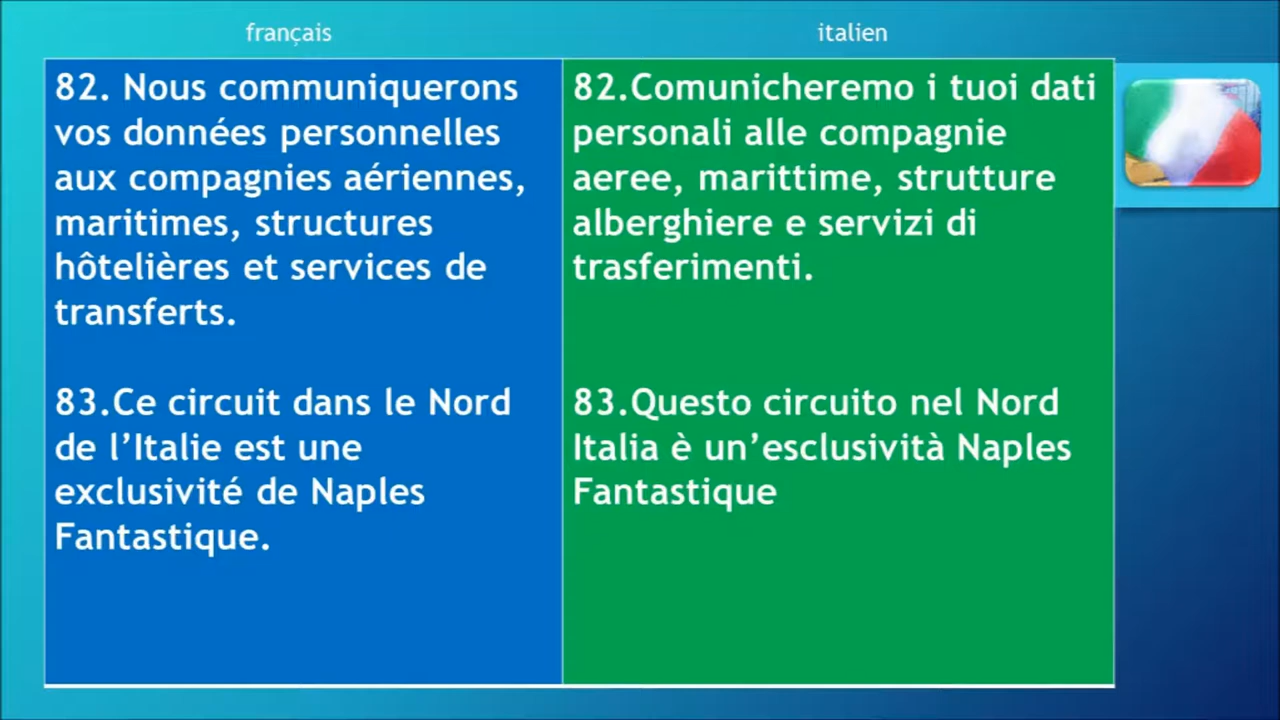 français
italien
82. Nous communiquerons
vos données personnelles
aux compagnies aériennes,
maritimes, structures
hôtelières et services de
transferts.
83.Ce circuit dans le Nord
de l’Italie est une
exclusivité de Naples
Fantastique.
82.Comunicheremo i tuoi dati
personali alle compagnie
aeree, marittime, strutture
alberghiere e servizi di
trasferimenti.
83.Questo circuito nel Nord
Italia è un’esclusività Naples
Fantastique